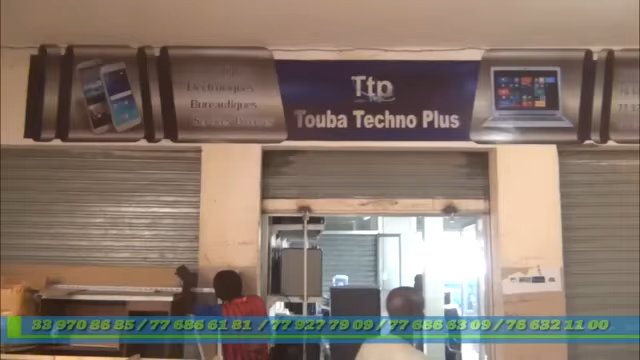 Electroniques
Bureautiques
Ttp
Touba Techno Plus
33 970 86 85 / 77 686 61 81 / 77 927 79 09 / 77 686 33 09 / 76 632 11 00